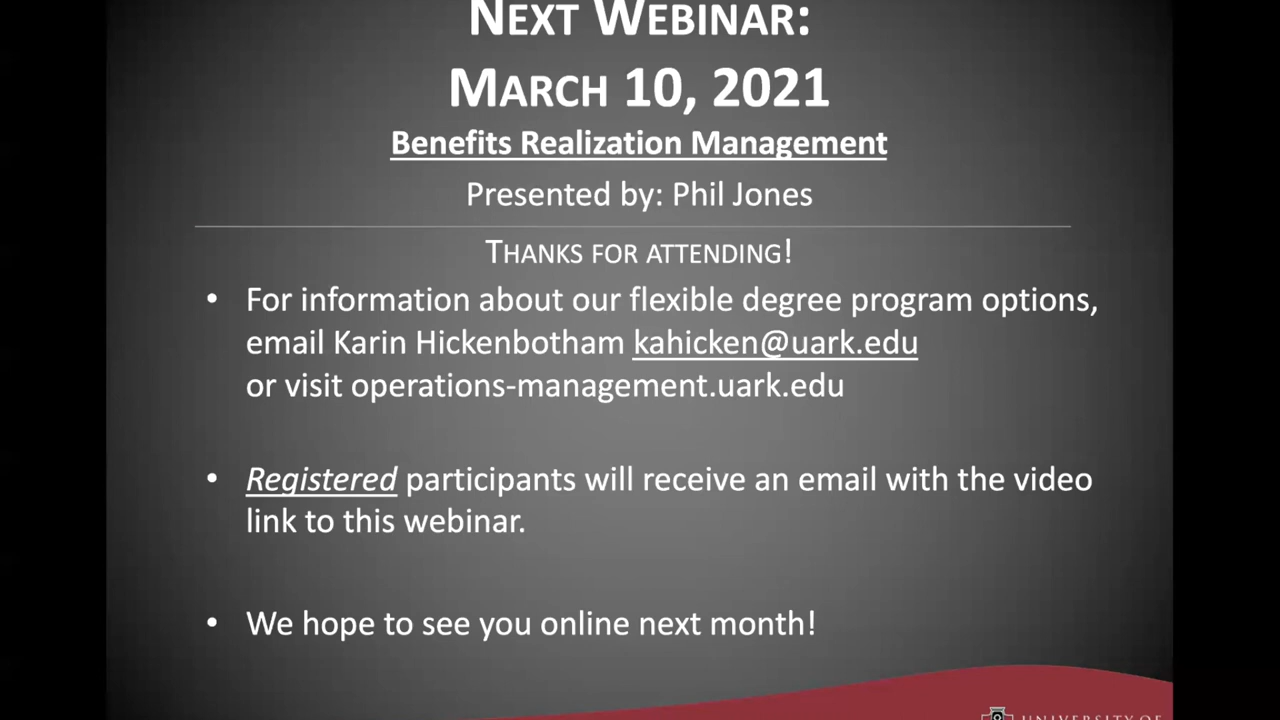 NEXT WEBINAR:
MARCH 10, 2021
Benefits Realization Management
Presented by: Phil Jones
THANKS FOR ATTENDING!
• For information about our flexible degree program options,
email Karin Hickenbotham kahicken@uark.edu
or visit operations-management.uark.edu
• Registered participants will receive an email with the video
link to this webinar.
• We hope to see you online next month!
UNIVERSITY OF